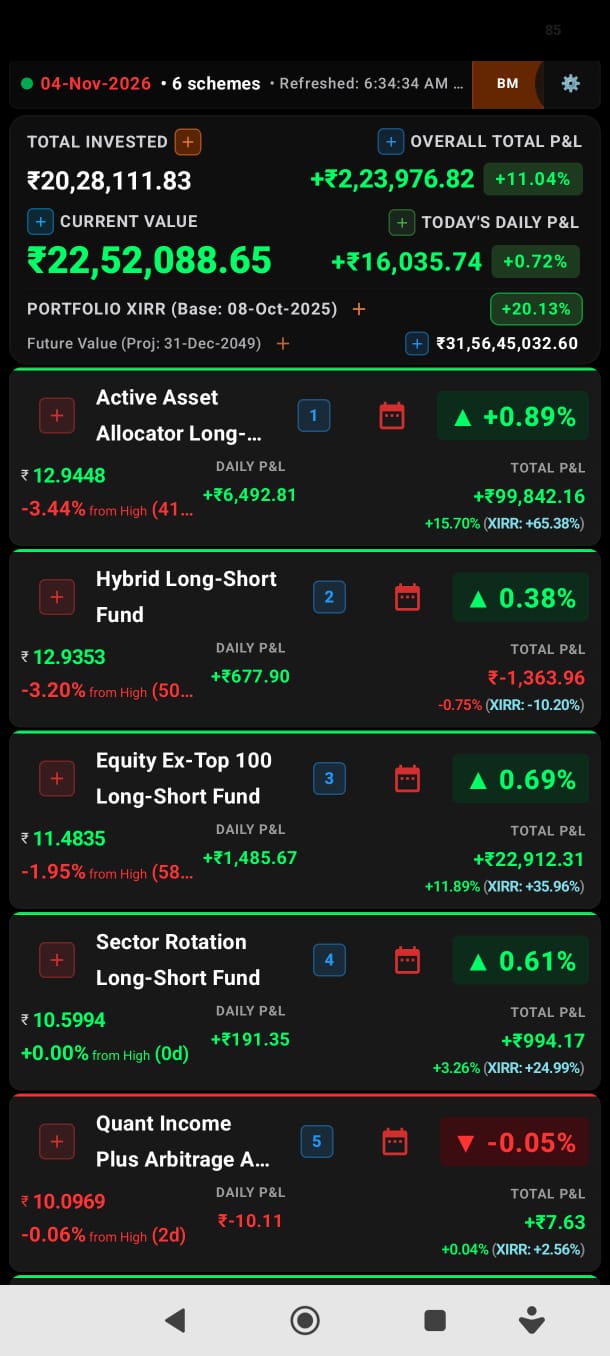 85
04-Nov-2026 • 6 schemes • Refreshed: 6:34:34 AM ... BM
TOTAL INVESTED + + OVERALL TOTAL P&L
₹20,28,111.83 +₹2,23,976.82 +11.04%
+ CURRENT VALUE + TODAY'S DAILY P&L
₹22,52,088.65 +₹16,035.74 +0.72%
PORTFOLIO XIRR (Base: 08-Oct-2025) + +20.13%
Future Value (Proj: 31-Dec-2049) + + ₹31,56,45,032.60
+ Active Asset 1 ▲ +0.89%
Allocator Long-...
₹ 12.9448 DAILY P&L TOTAL P&L
-3.44% from High (41... +₹6,492.81 +₹99,842.16
+15.70% (XIRR: +65.38%)
+ Hybrid Long-Short 2 ▲ 0.38%
Fund
₹ 12.9353 DAILY P&L TOTAL P&L
-3.20% from High (50... +₹677.90 ₹-1,363.96
-0.75% (XIRR: -10.20%)
+ Equity Ex-Top 100 3 ▲ 0.69%
Long-Short Fund
₹ 11.4835 DAILY P&L TOTAL P&L
-1.95% from High (58... +₹1,485.67 +₹22,912.31
+11.89% (XIRR: +35.96%)
+ Sector Rotation 4 ▲ 0.61%
Long-Short Fund
₹ 10.5994 DAILY P&L TOTAL P&L
+0.00% from High (0d) +₹191.35 +₹994.17
+3.26% (XIRR: +24.99%)
+ Quant Income 5 ▼ -0.05%
Plus Arbitrage A...
₹ 10.0969 DAILY P&L TOTAL P&L
-0.06% from High (2d) ₹-10.11 +₹7.63
+0.04% (XIRR: +2.56%)